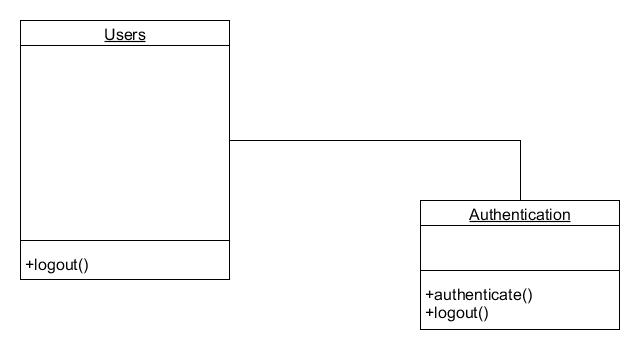 Users
+logout()
Authentication
+authenticate()
+logout()